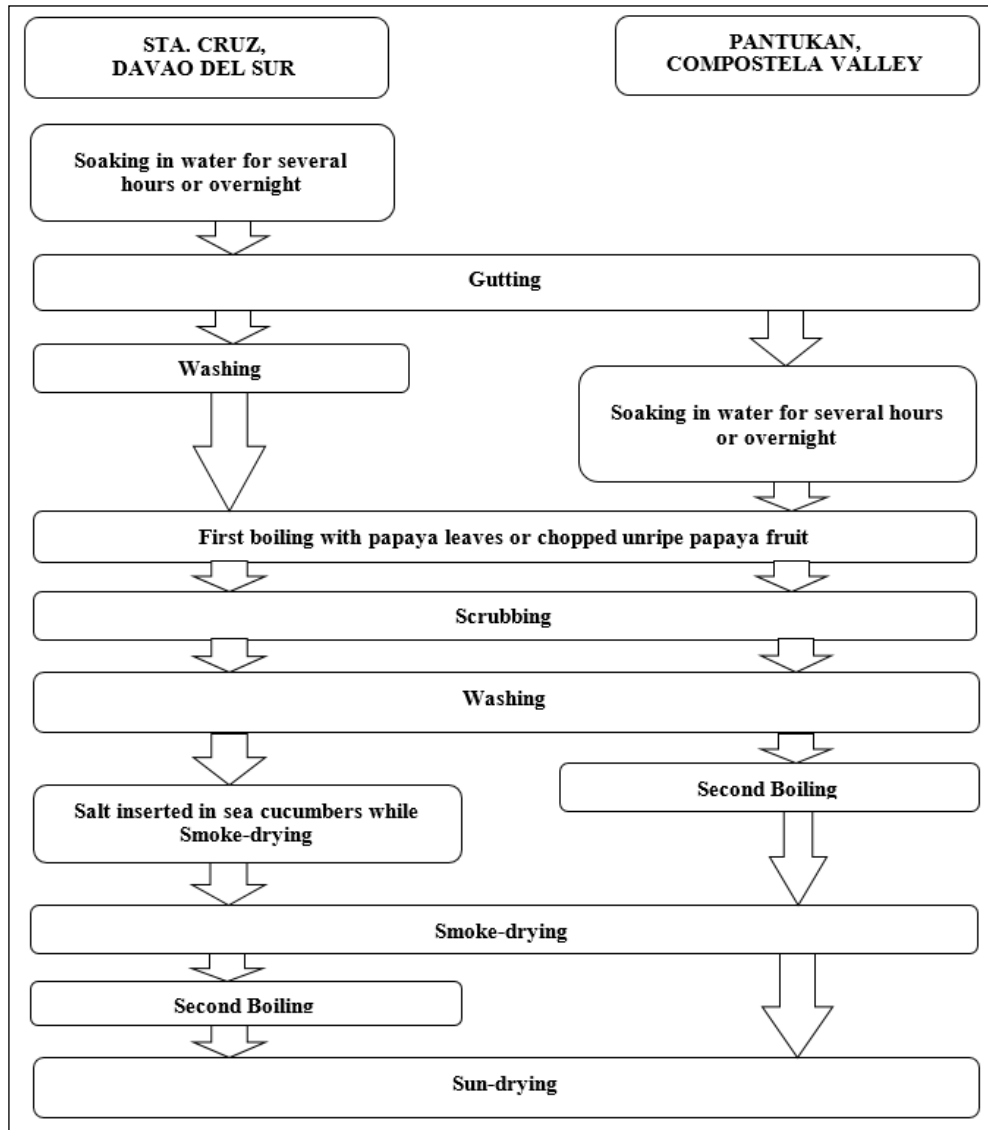 STA. CRUZ,
DAVAO DEL SUR
PANTUKAN,
COMPOSTELA VALLEY
Soaking in water for several
hours or overnight
Gutting
Washing
Soaking in water for several hours
or overnight
First boiling with papaya leaves or chopped unripe papaya fruit
Scrubbing
Washing
Second Boiling
Salt inserted in sea cucumbers while
Smoke-drying
Smoke-drying
Second Boiling
Sun-drying